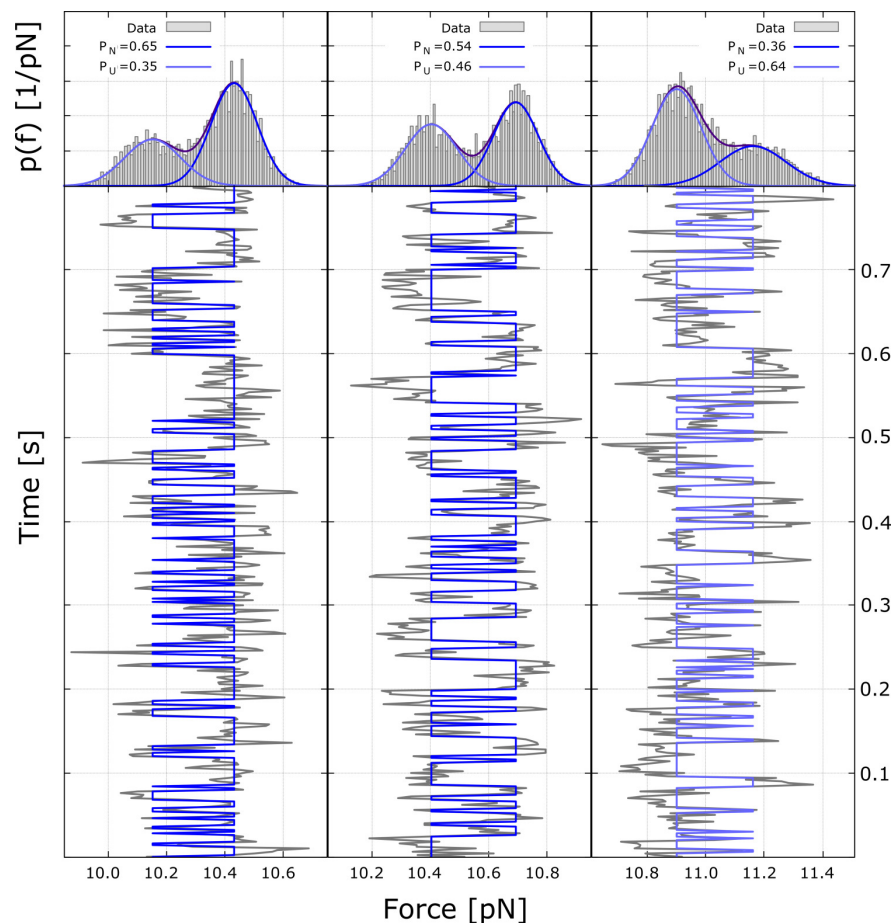 Data
P_N=0.65
P_U=0.35
Data
P_N=0.54
P_U=0.46
Data
P_N=0.36
P_U=0.64
p(f) [1/pN]
Time [s]
0.7
0.6
0.5
0.4
0.3
0.2
0.1
10.0 10.2 10.4 10.6
10.2 10.4 10.6 10.8
10.8 11.0 11.2 11.4
Force [pN]